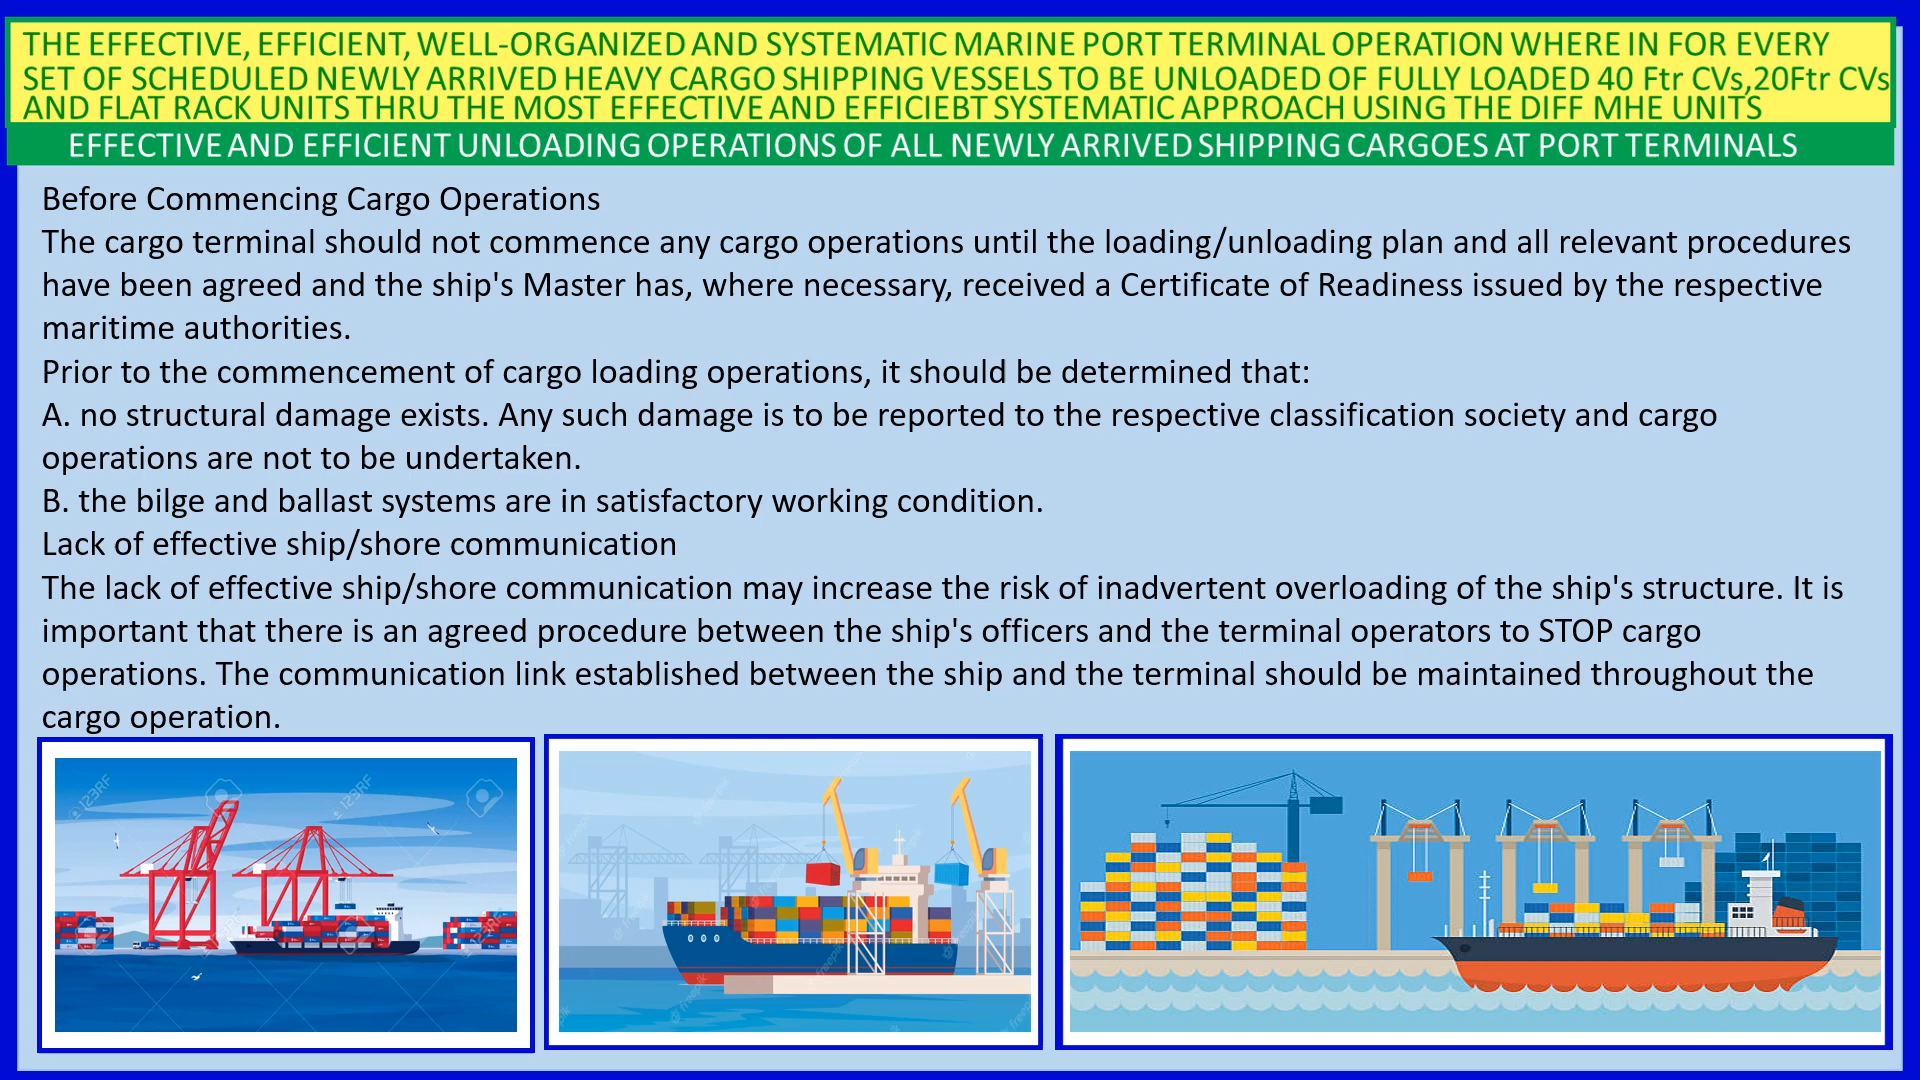 THE EFFECTIVE, EFFICIENT, WELL-ORGANIZED AND SYSTEMATIC MARINE PORT TERMINAL OPERATION WHERE IN FOR EVERY
SET OF SCHEDULED NEWLY ARRIVED HEAVY CARGO SHIPPING VESSELS TO BE UNLOADED OF FULLY LOADED 40 Ftr CVs,20Ftr CVs
AND FLAT RACK UNITS THRU THE MOST EFFECTIVE AND EFFICIEBT SYSTEMATIC APPROACH USING THE DIFF MHE UNITS
EFFECTIVE AND EFFICIENT UNLOADING OPERATIONS OF ALL NEWLY ARRIVED SHIPPING CARGOES AT PORT TERMINALS
Before Commencing Cargo Operations
The cargo terminal should not commence any cargo operations until the loading/unloading plan and all relevant procedures
have been agreed and the ship's Master has, where necessary, received a Certificate of Readiness issued by the respective
maritime authorities.
Prior to the commencement of cargo loading operations, it should be determined that:
A. no structural damage exists. Any such damage is to be reported to the respective classification society and cargo
operations are not to be undertaken.
B. the bilge and ballast systems are in satisfactory working condition.
Lack of effective ship/shore communication
The lack of effective ship/shore communication may increase the risk of inadvertent overloading of the ship's structure. It is
important that there is an agreed procedure between the ship's officers and the terminal operators to STOP cargo
operations. The communication link established between the ship and the terminal should be maintained throughout the
cargo operation.
123RF
123RF